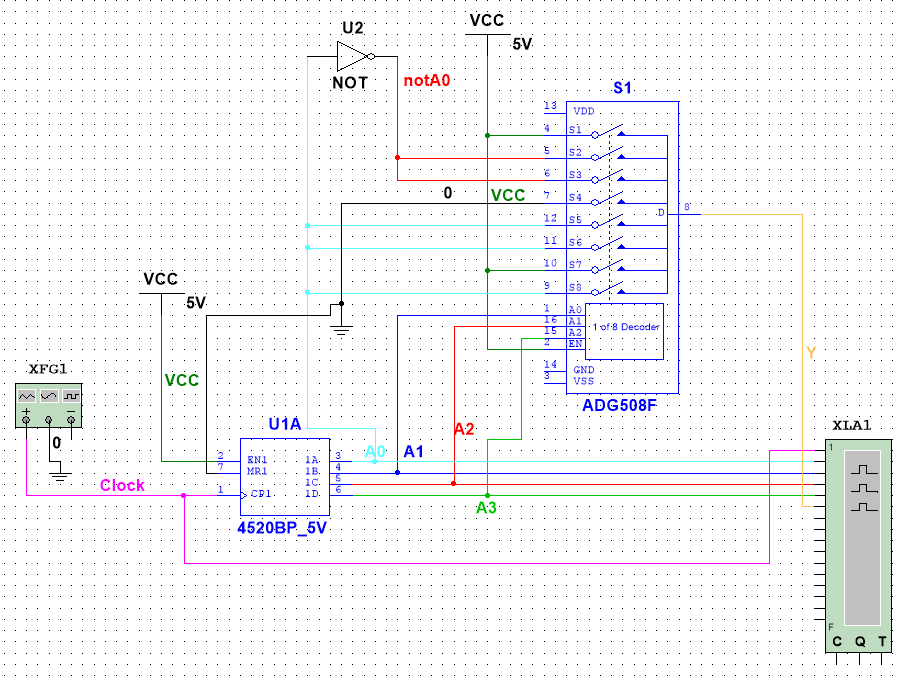 U2
NOT
notA0
VCC
5V
S1
13 VDD
4 S1
5 S2
6 S3
0
VCC
7 S4
12 S5
11 S6
10 S7
9 S8
D 8
1 A0
16 A1
15 A2
2 EN
1 of 8 Decoder
14 GND
3 VSS
ADG508F
VCC
5V
VCC
XFG1
+
−
0
Clock
U1A
2 EN1
7 MR1
1 CP1
1A 3
1B 4
1C 5
1D 6
4520BP_5V
A0
A1
A2
A3
Y
XLA1
1
F
C Q T